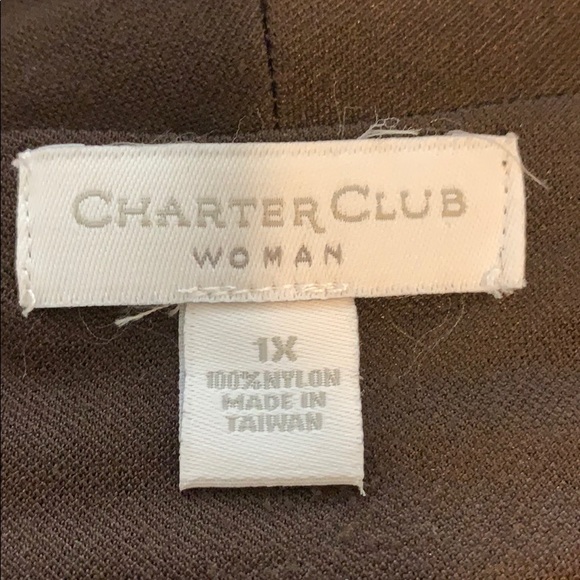 CHARTER CLUB
WOMAN
1X
100%NYLON
MADE IN
TAIWAN